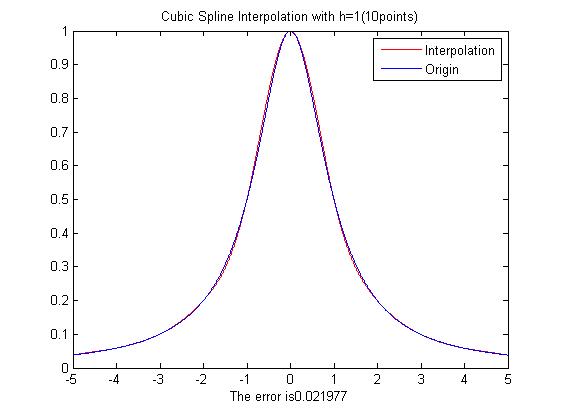 Cubic Spline Interpolation with h=1(10points)
Interpolation
Origin
1
0.9
0.8
0.7
0.6
0.5
0.4
0.3
0.2
0.1
0
-5 -4 -3 -2 -1 0 1 2 3 4 5
The error is0.021977